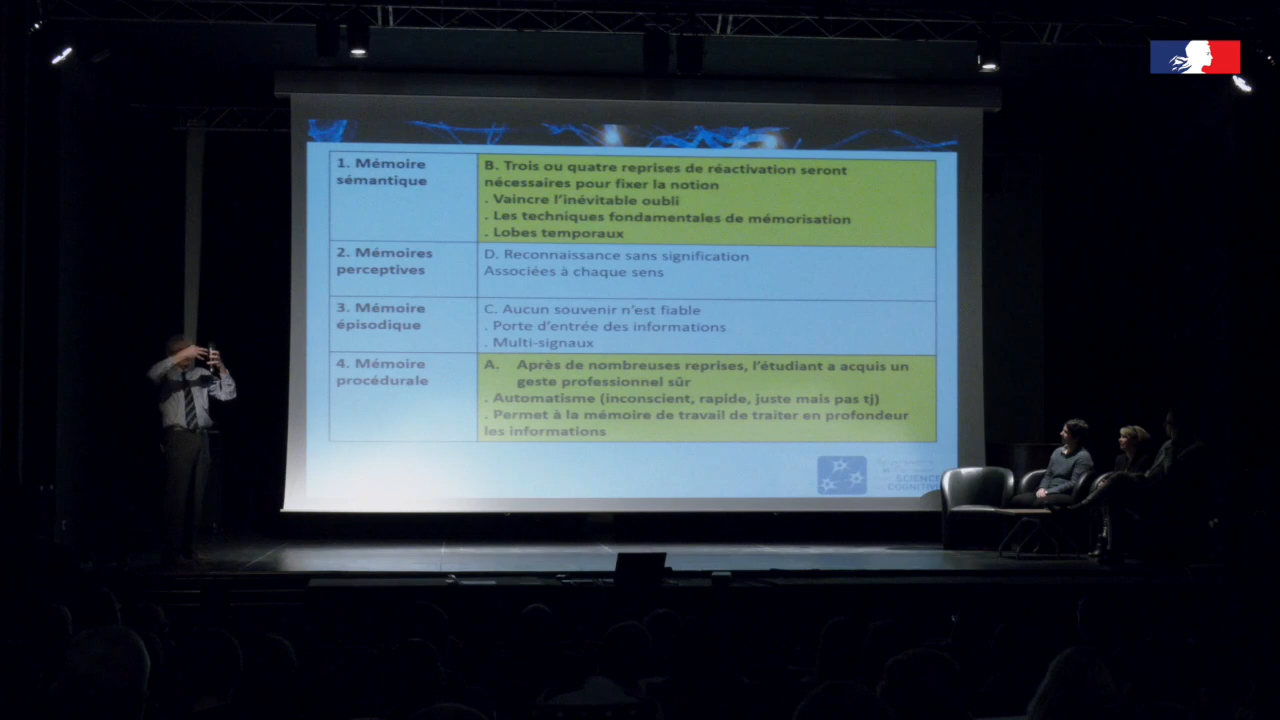 1. Mémoire
sémantique
B. Trois ou quatre reprises de réactivation seront
nécessaires pour fixer la notion
. Vaincre l'inévitable oubli
. Les techniques fondamentales de mémorisation
. Lobes temporaux
2. Mémoires
perceptives
D. Reconnaissance sans signification
Associées à chaque sens
3. Mémoire
épisodique
C. Aucun souvenir n'est fiable
. Porte d'entrée des informations
. Multi-signaux
4. Mémoire
procédurale
A. Après de nombreuses reprises, l'étudiant a acquis un
geste professionnel sûr
. Automatisme (inconscient, rapide, juste mais pas tj)
. Permet à la mémoire de travail de traiter en profondeur
les informations